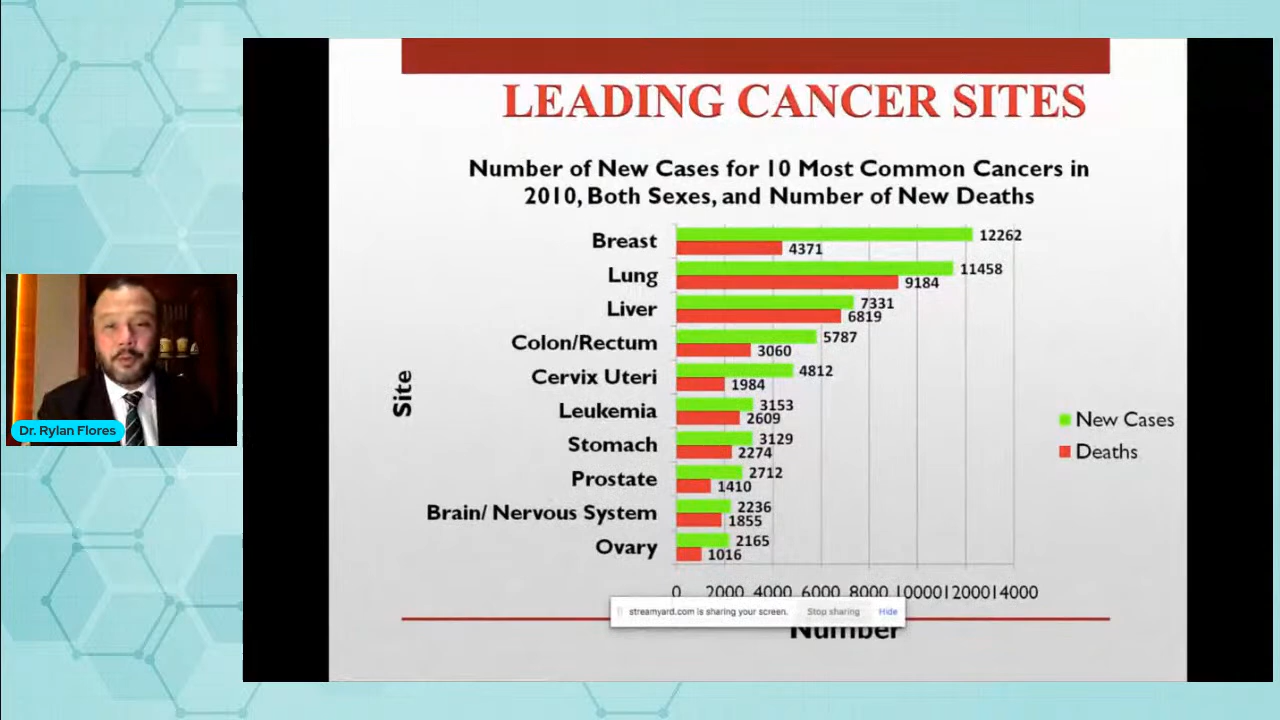 LEADING CANCER SITES
Number of New Cases for 10 Most Common Cancers in
2010, Both Sexes, and Number of New Deaths
Breast
12262
4371
Lung
11458
9184
Liver
7331
6819
Colon/Rectum
5787
3060
Cervix Uteri
4812
1984
Leukemia
3153
2609
Stomach
3129
2274
Prostate
2712
1410
Brain/ Nervous System
2236
1855
Ovary
2165
1016
Site
New Cases
Deaths
0 2000 4000 6000 8000 10000 12000 14000
streamyard.com is sharing your screen. Stop sharing Hide
Number
Dr. Rylan Flores